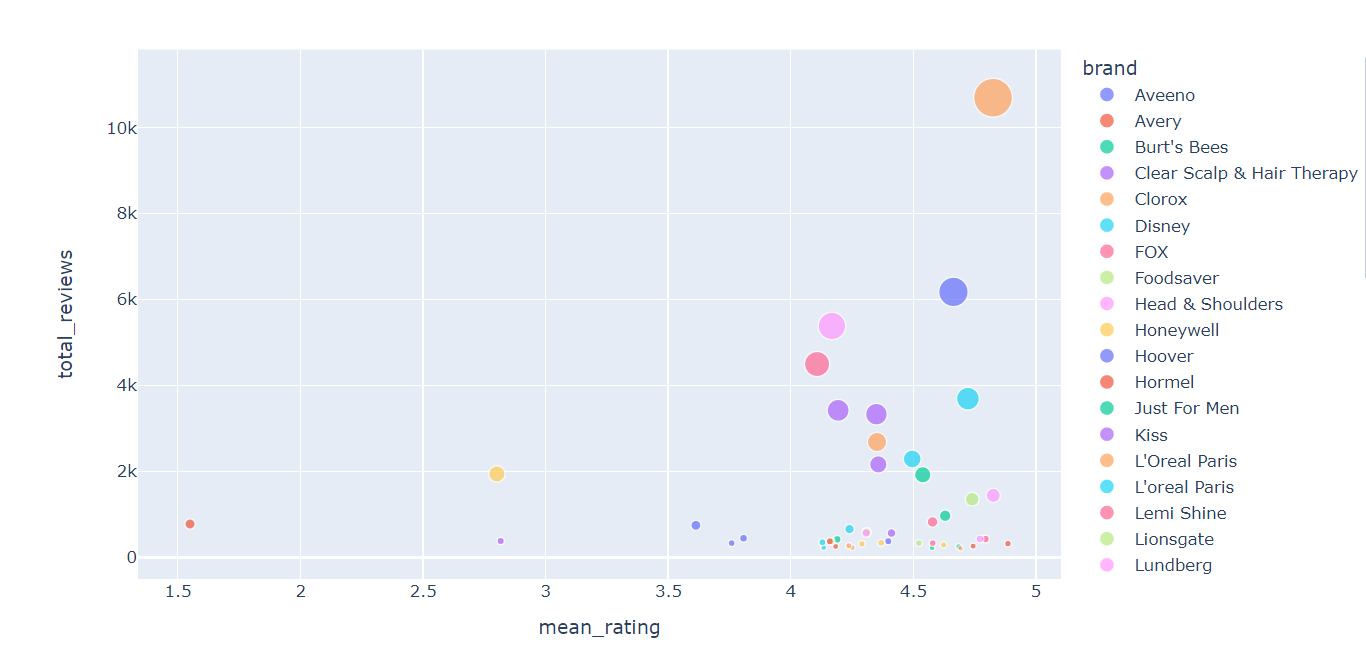 10k
8k
6k
4k
2k
0
total_reviews
1.5 2 2.5 3 3.5 4 4.5 5
mean_rating
brand
Aveeno
Avery
Burt's Bees
Clear Scalp & Hair Therapy
Clorox
Disney
FOX
Foodsaver
Head & Shoulders
Honeywell
Hoover
Hormel
Just For Men
Kiss
L'Oreal Paris
L'oreal Paris
Lemi Shine
Lionsgate
Lundberg